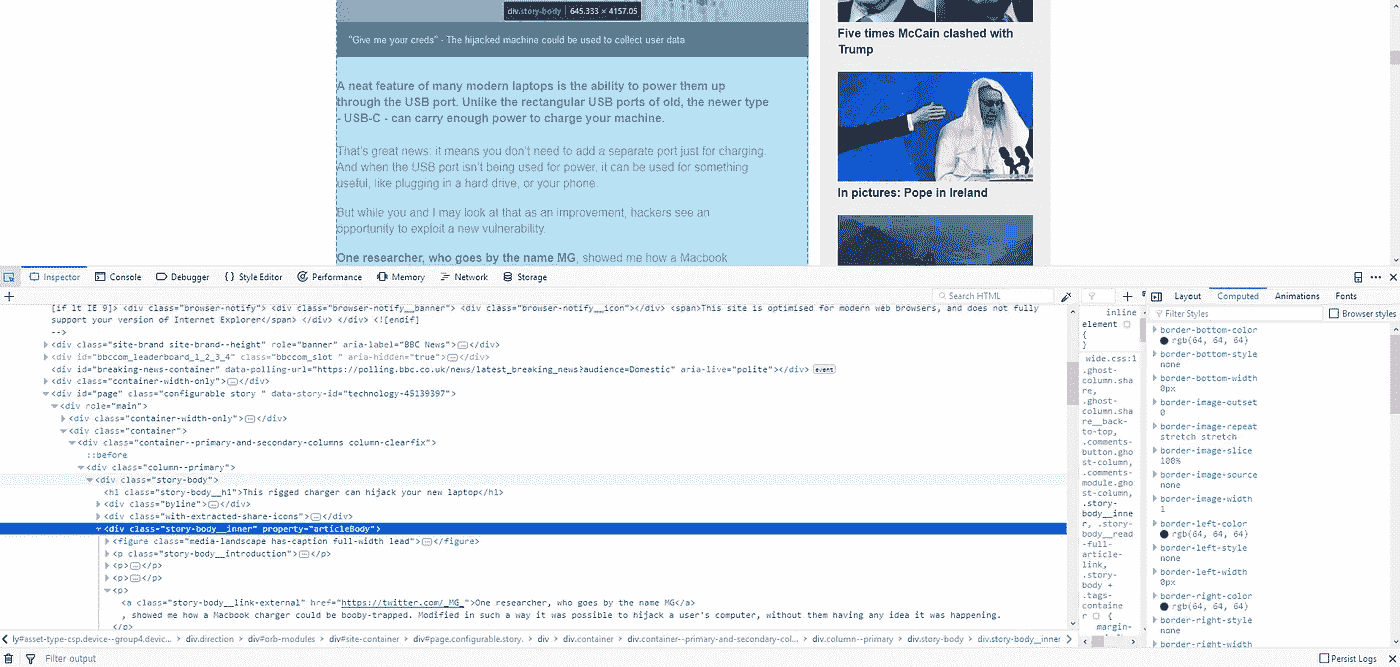 div.story-body | 645.333 × 4157.05
"Give me your creds" - The hijacked machine could be used to collect user data
A neat feature of many modern laptops is the ability to power them up
through the USB port. Unlike the rectangular USB ports of old, the newer type
- USB-C - can carry enough power to charge your machine.
That's great news: it means you don't need to add a separate port just for charging.
And when the USB port isn't being used for power, it can be used for something
useful, like plugging in a hard drive, or your phone.
But while you and I may look at that as an improvement, hackers see an
opportunity to exploit a new vulnerability.
One researcher, who goes by the name MG, showed me how a Macbook
Five times McCain clashed with
Trump
In pictures: Pope in Ireland
Inspector Console Debugger Style Editor Performance Memory Network Storage
Search HTML
[if lt IE 9]> <div class="browser-notify"> <div class="browser-notify__banner"> <div class="browser-notify__icon"></div> <span>This site is optimised for modern web browsers, and does not fully
support your version of Internet Explorer</span> </div> </div> <![endif]
-->
<div class="site-brand site-brand--height" role="banner" aria-label="BBC News"></div>
<div id="bbccom_leaderboard_1_2_3_4" class="bbccom_slot " aria-hidden="true"></div>
<div id="breaking-news-container" data-polling-url="https://polling.bbc.co.uk/news/latest_breaking_news?audience=Domestic" aria-live="polite"></div> event
<div class="container-width-only"></div>
<div id="page" class="configurable story " data-story-id="technology-45139397">
<div role="main">
<div class="container-width-only"></div>
<div class="container">
<div class="container--primary-and-secondary-columns column-clearfix">
::before
<div class="column--primary">
<div class="story-body">
<h1 class="story-body__h1">This rigged charger can hijack your new laptop</h1>
<div class="byline"></div>
<div class="with-extracted-share-icons"></div>
<div class="story-body__inner" property="articleBody">
<figure class="media-landscape has-caption full-width lead"></figure>
<p class="story-body__introduction"></p>
<p></p>
<p></p>
<p>
<a class="story-body__link-external" href="https://twitter.com/_MG_">One researcher, who goes by the name MG</a>
, showed me how a Macbook charger could be booby-trapped. Modified in such a way it was possible to hijack a user's computer, without them having any idea it was happening.
</p>
ly#asset-type-csp.device--group4.devic... > div.direction > div#orb-modules > div#site-container > div#page.configurable.story. > div > div.container > div.container--primary-and-secondary-col... > div.column--primary > div.story-body > div.story-body__inner
Filter output
Persist Logs
inline
element
{
}
wide.css:1
.ghost-
column.sha
re,
.ghost-
column.sha
re__back-
to-top,
.comments-
button.gho
st-column,
.comments-
module.gho
st-column,
.story-
body__inne
r, .story-
body__read
-full-
article-
link,
.story-
body +
.tags-
containe
r {
margin-
Layout Computed Animations Fonts
Filter Styles Browser styles
border-bottom-color
rgb(64, 64, 64)
border-bottom-style
none
border-bottom-width
0px
border-image-outset
0
border-image-repeat
stretch stretch
border-image-slice
100%
border-image-source
none
border-image-width
1
border-left-color
rgb(64, 64, 64)
border-left-style
none
border-left-width
0px
border-right-color
rgb(64, 64, 64)
border-right-style
none
border-right-width